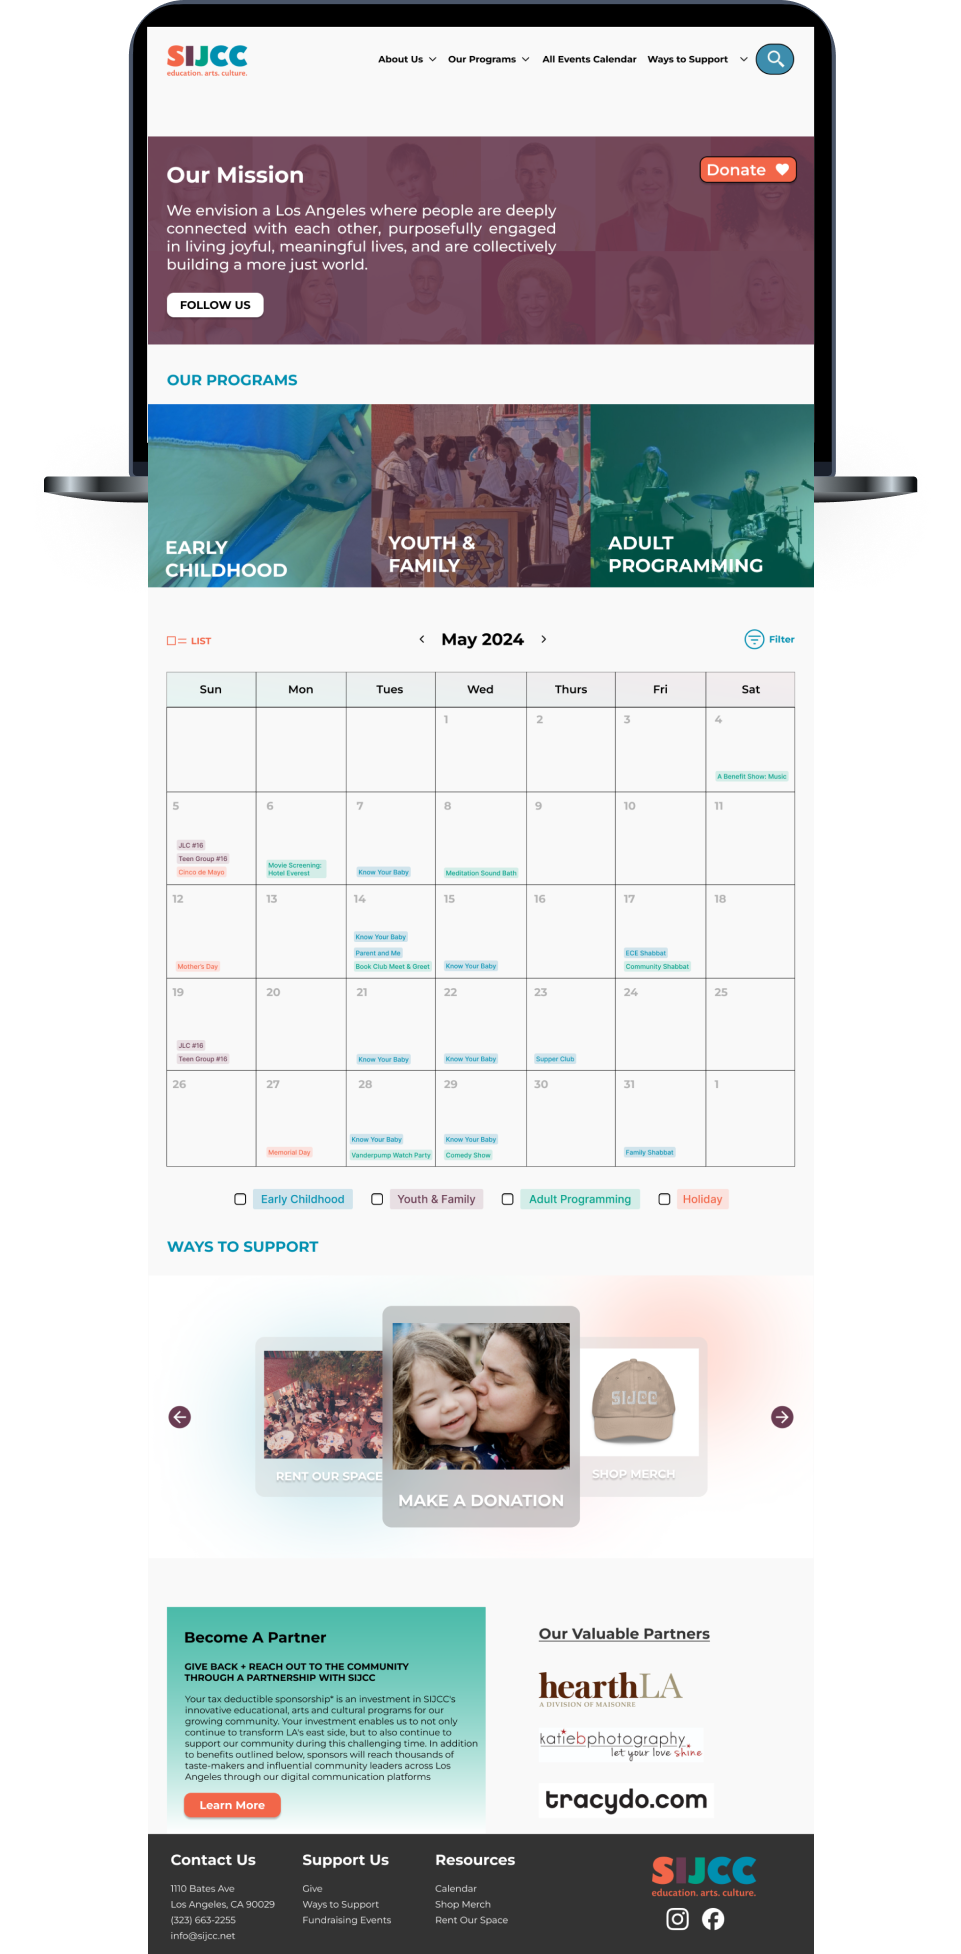 SIJCC
education. arts. culture.
About Us
Our Programs
All Events Calendar
Ways to Support
Our Mission
Donate
We envision a Los Angeles where people are deeply
connected with each other, purposefully engaged
in living joyful, meaningful lives, and are collectively
building a more just world.
FOLLOW US
OUR PROGRAMS
EARLY
CHILDHOOD
YOUTH &
FAMILY
ADULT
PROGRAMMING
LIST
May 2024
Filter
Sun Mon Tues Wed Thurs Fri Sat
1 2 3 4
A Benefit Show: Music
5 6 7 8 9 10 11
JLC #16
Teen Group #16
Cinco de Mayo
Movie Screening:
Hotel Everest
Know Your Baby
Meditation Sound Bath
12 13 14 15 16 17 18
Mother's Day
Know Your Baby
Parent and Me
Book Club Meet & Greet
Know Your Baby
ECE Shabbat
Community Shabbat
19 20 21 22 23 24 25
JLC #16
Teen Group #16
Know Your Baby
Know Your Baby
Supper Club
26 27 28 29 30 31 1
Memorial Day
Know Your Baby
Vanderpump Watch Party
Know Your Baby
Comedy Show
Family Shabbat
Early Childhood
Youth & Family
Adult Programming
Holiday
WAYS TO SUPPORT
RENT OUR SPACE
MAKE A DONATION
SIJCC
SHOP MERCH
Become A Partner
GIVE BACK + REACH OUT TO THE COMMUNITY
THROUGH A PARTNERSHIP WITH SIJCC
Your tax deductible sponsorship* is an investment in SIJCC's
innovative educational, arts and cultural programs for our
growing community. Your investment enables us to not only
continue to transform LA's east side, but to also continue to
support our community during this challenging time. In addition
to benefits outlined below, sponsors will reach thousands of
taste-makers and influential community leaders across Los
Angeles through our digital communication platforms
Learn More
Our Valuable Partners
hearthLA
A DIVISION OF MAISONRE
katiebphotography.
let your love shine
tracydo.com
Contact Us
1110 Bates Ave
Los Angeles, CA 90029
(323) 663-2255
info@sijcc.net
Support Us
Give
Ways to Support
Fundraising Events
Resources
Calendar
Shop Merch
Rent Our Space
SIJCC
education. arts. culture.